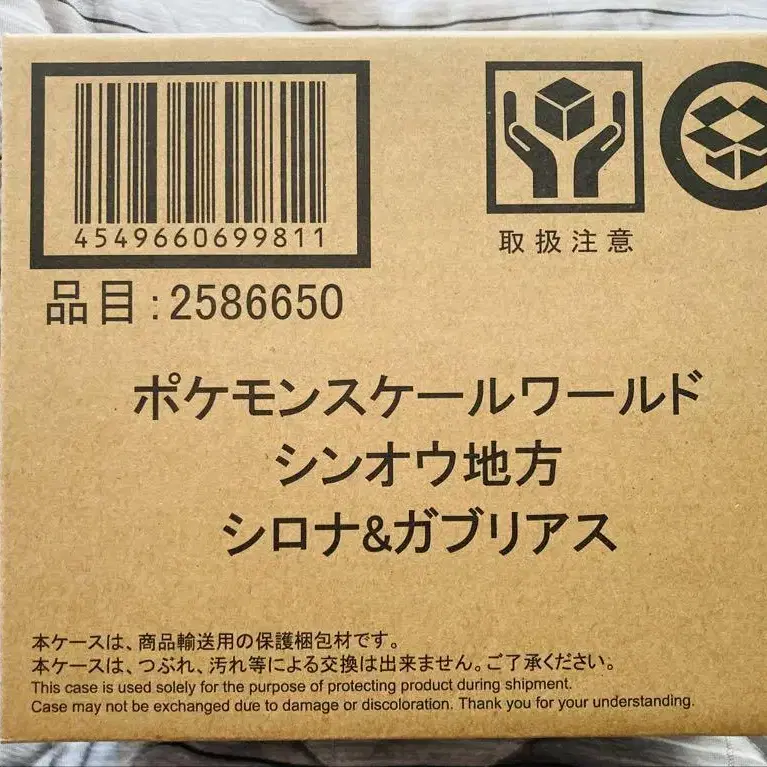 4549660699811
取扱注意
品目:2586650
ポケモンスケールワールド
シンオウ地方
シロナ&ガブリアス
本ケースは、商品輸送用の保護梱包材です。
本ケースは、つぶれ、汚れ等による交換は出来ません。ご了承ください。
This case is used solely for the purpose of protecting product during shipment.
Case may not be exchanged due to damage or discoloration. Thank you for your understanding.